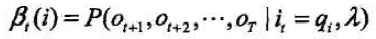 β_t(i) = P(o_{t+1}, o_{t+2}, ⋯, o_T | i_t = q_i, λ)